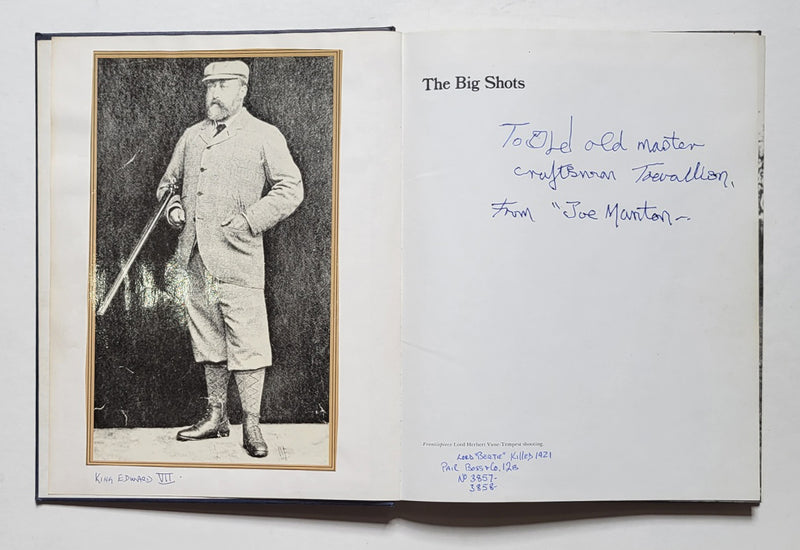 KING EDWARD VII.
The Big Shots
To Old old master
craftsman Trevallion,
From "Joe Manton~
Frontispiece Lord Herbert Vane-Tempest shooting.
LORD "BERTIE" KILLED 1921
PAIR BOSS & CO. 12B
No 3857-
3858-